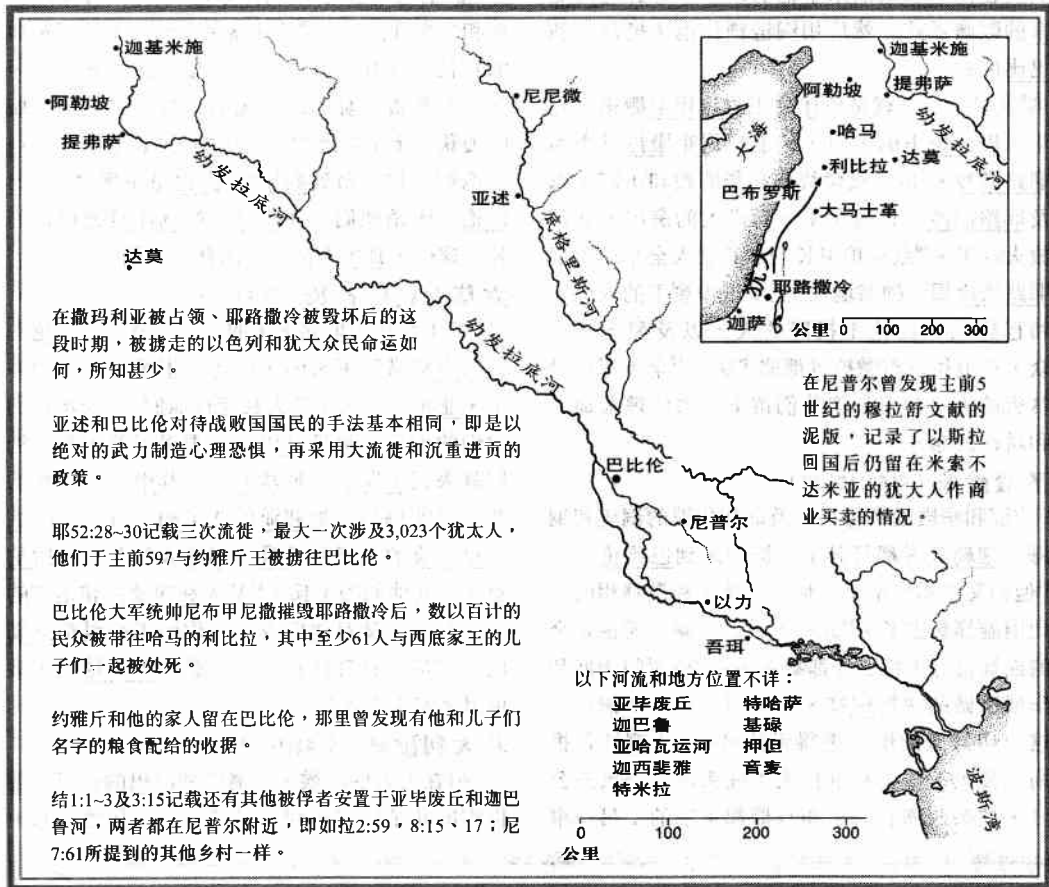 迦基米施
阿勒坡
提弗萨
幼发拉底河
达莫
尼尼微
亚述
底格里斯河
幼发拉底河
迦基米施
提弗萨
阿勒坡
幼发拉底河
大海
哈马
达莫
利比拉
巴布罗斯
大马士革
犹大
耶路撒冷
迦萨
公里 0 100 200 300
在撒玛利亚被占领、耶路撒冷被毁坏后的这
段时期，被掳走的以色列和犹大众民命运如
何，所知甚少。
亚述和巴比伦对待战败国国民的手法基本相同，即是以
绝对的武力制造心理恐惧，再采用大流徙和沉重进贡的
政策。
耶52:28~30记载三次流徙，最大一次涉及3,023个犹太人，
他们于主前597与约雅斤王被掳往巴比伦。
巴比伦大军统帅尼布甲尼撒摧毁耶路撒冷后，数以百计的
民众被带往哈马的利比拉，其中至少61人与西底家王的儿
子们一起被处死。
约雅斤和他的家人留在巴比伦，那里曾发现有他和儿子们
名字的粮食配给的收据。
结1:1~3及3:15记载还有其他被俘者安置于亚毕废丘和迦巴
鲁河，两者都在尼普尔附近，即如拉2:59，8:15、17；尼
7:61所提到的其他乡村一样。
在尼普尔曾发现主前5
世纪的穆拉舒文献的
泥版，记录了以斯拉
回国后仍留在米索不
达米亚的犹大人作商
业买卖的情况。
巴比伦
尼普尔
以力
吾珥
以下河流和地方位置不详：
亚毕废丘 特哈萨
迦巴鲁 基碌
亚哈瓦运河 押但
迦西斐雅 音麦
特米拉
0 100 200 300
公里
波斯湾